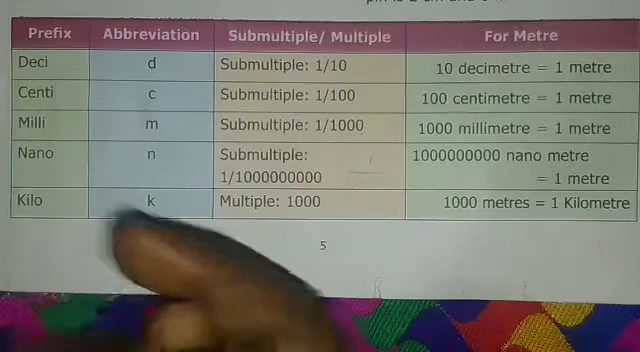 Prefix Abbreviation Submultiple/ Multiple For Metre
Deci d Submultiple: 1/10 10 decimetre = 1 metre
Centi c Submultiple: 1/100 100 centimetre = 1 metre
Milli m Submultiple: 1/1000 1000 millimetre = 1 metre
Nano n Submultiple: 1000000000 nano metre
1/1000000000 = 1 metre
Kilo k Multiple: 1000 1000 metres = 1 Kilometre
5